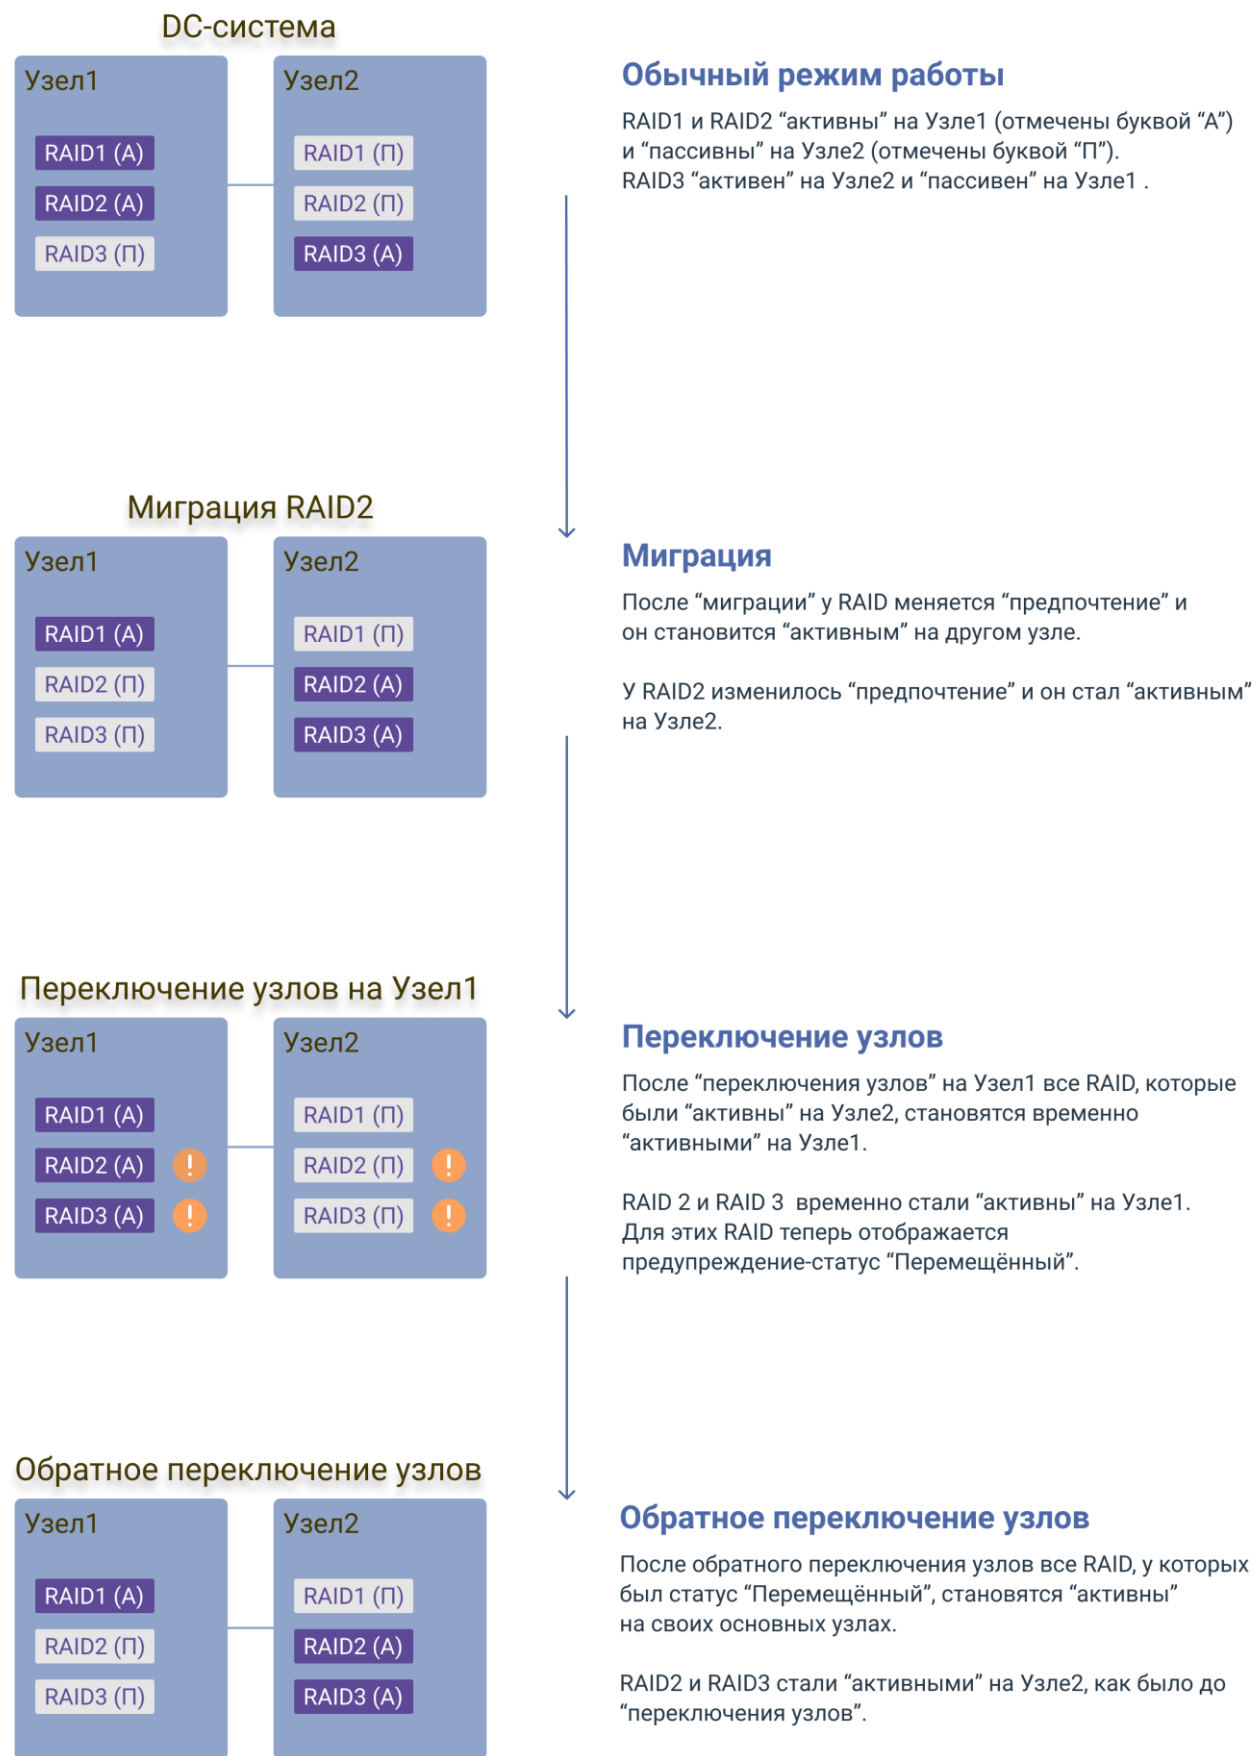 DC-система
Узел1
Узел2
RAID1 (А)
RAID2 (А)
RAID3 (П)
RAID1 (П)
RAID2 (П)
RAID3 (А)
Обычный режим работы
RAID1 и RAID2 “активны” на Узле1 (отмечены буквой “А”)
и “пассивны” на Узле2 (отмечены буквой “П”).
RAID3 “активен” на Узле2 и “пассивен” на Узле1 .
Миграция RAID2
Узел1
Узел2
RAID1 (А)
RAID2 (П)
RAID3 (П)
RAID1 (П)
RAID2 (А)
RAID3 (А)
Миграция
После “миграции” у RAID меняется “предпочтение” и
он становится “активным” на другом узле.
У RAID2 изменилось “предпочтение” и он стал “активным”
на Узле2.
Переключение узлов на Узел1
Узел1
Узел2
RAID1 (А)
RAID2 (А)
!
RAID3 (А)
!
RAID1 (П)
RAID2 (П)
!
RAID3 (П)
!
Переключение узлов
После “переключения узлов” на Узел1 все RAID, которые
были “активны” на Узле2, становятся временно
“активными” на Узле1.
RAID 2 и RAID 3  временно стали “активны” на Узле1.
Для этих RAID теперь отображается
предупреждение-статус “Перемещённый”.
Обратное переключение узлов
Узел1
Узел2
RAID1 (А)
RAID2 (П)
RAID3 (П)
RAID1 (П)
RAID2 (А)
RAID3 (А)
Обратное переключение узлов
После обратного переключения узлов все RAID, у которых
был статус “Перемещённый”, становятся “активны”
на своих основных узлах.
RAID2 и RAID3 стали “активными” на Узле2, как было до
“переключения узлов”.